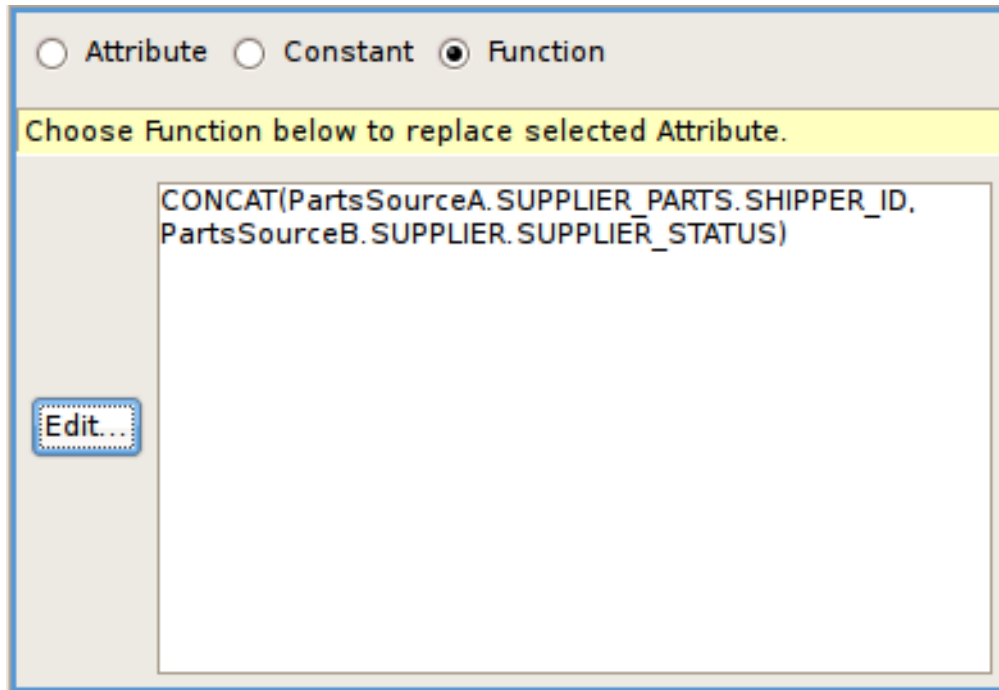 Attribute Constant Function
Choose Function below to replace selected Attribute.
CONCAT(PartsSourceA.SUPPLIER_PARTS.SHIPPER_ID,
PartsSourceB.SUPPLIER.SUPPLIER_STATUS)
Edit...